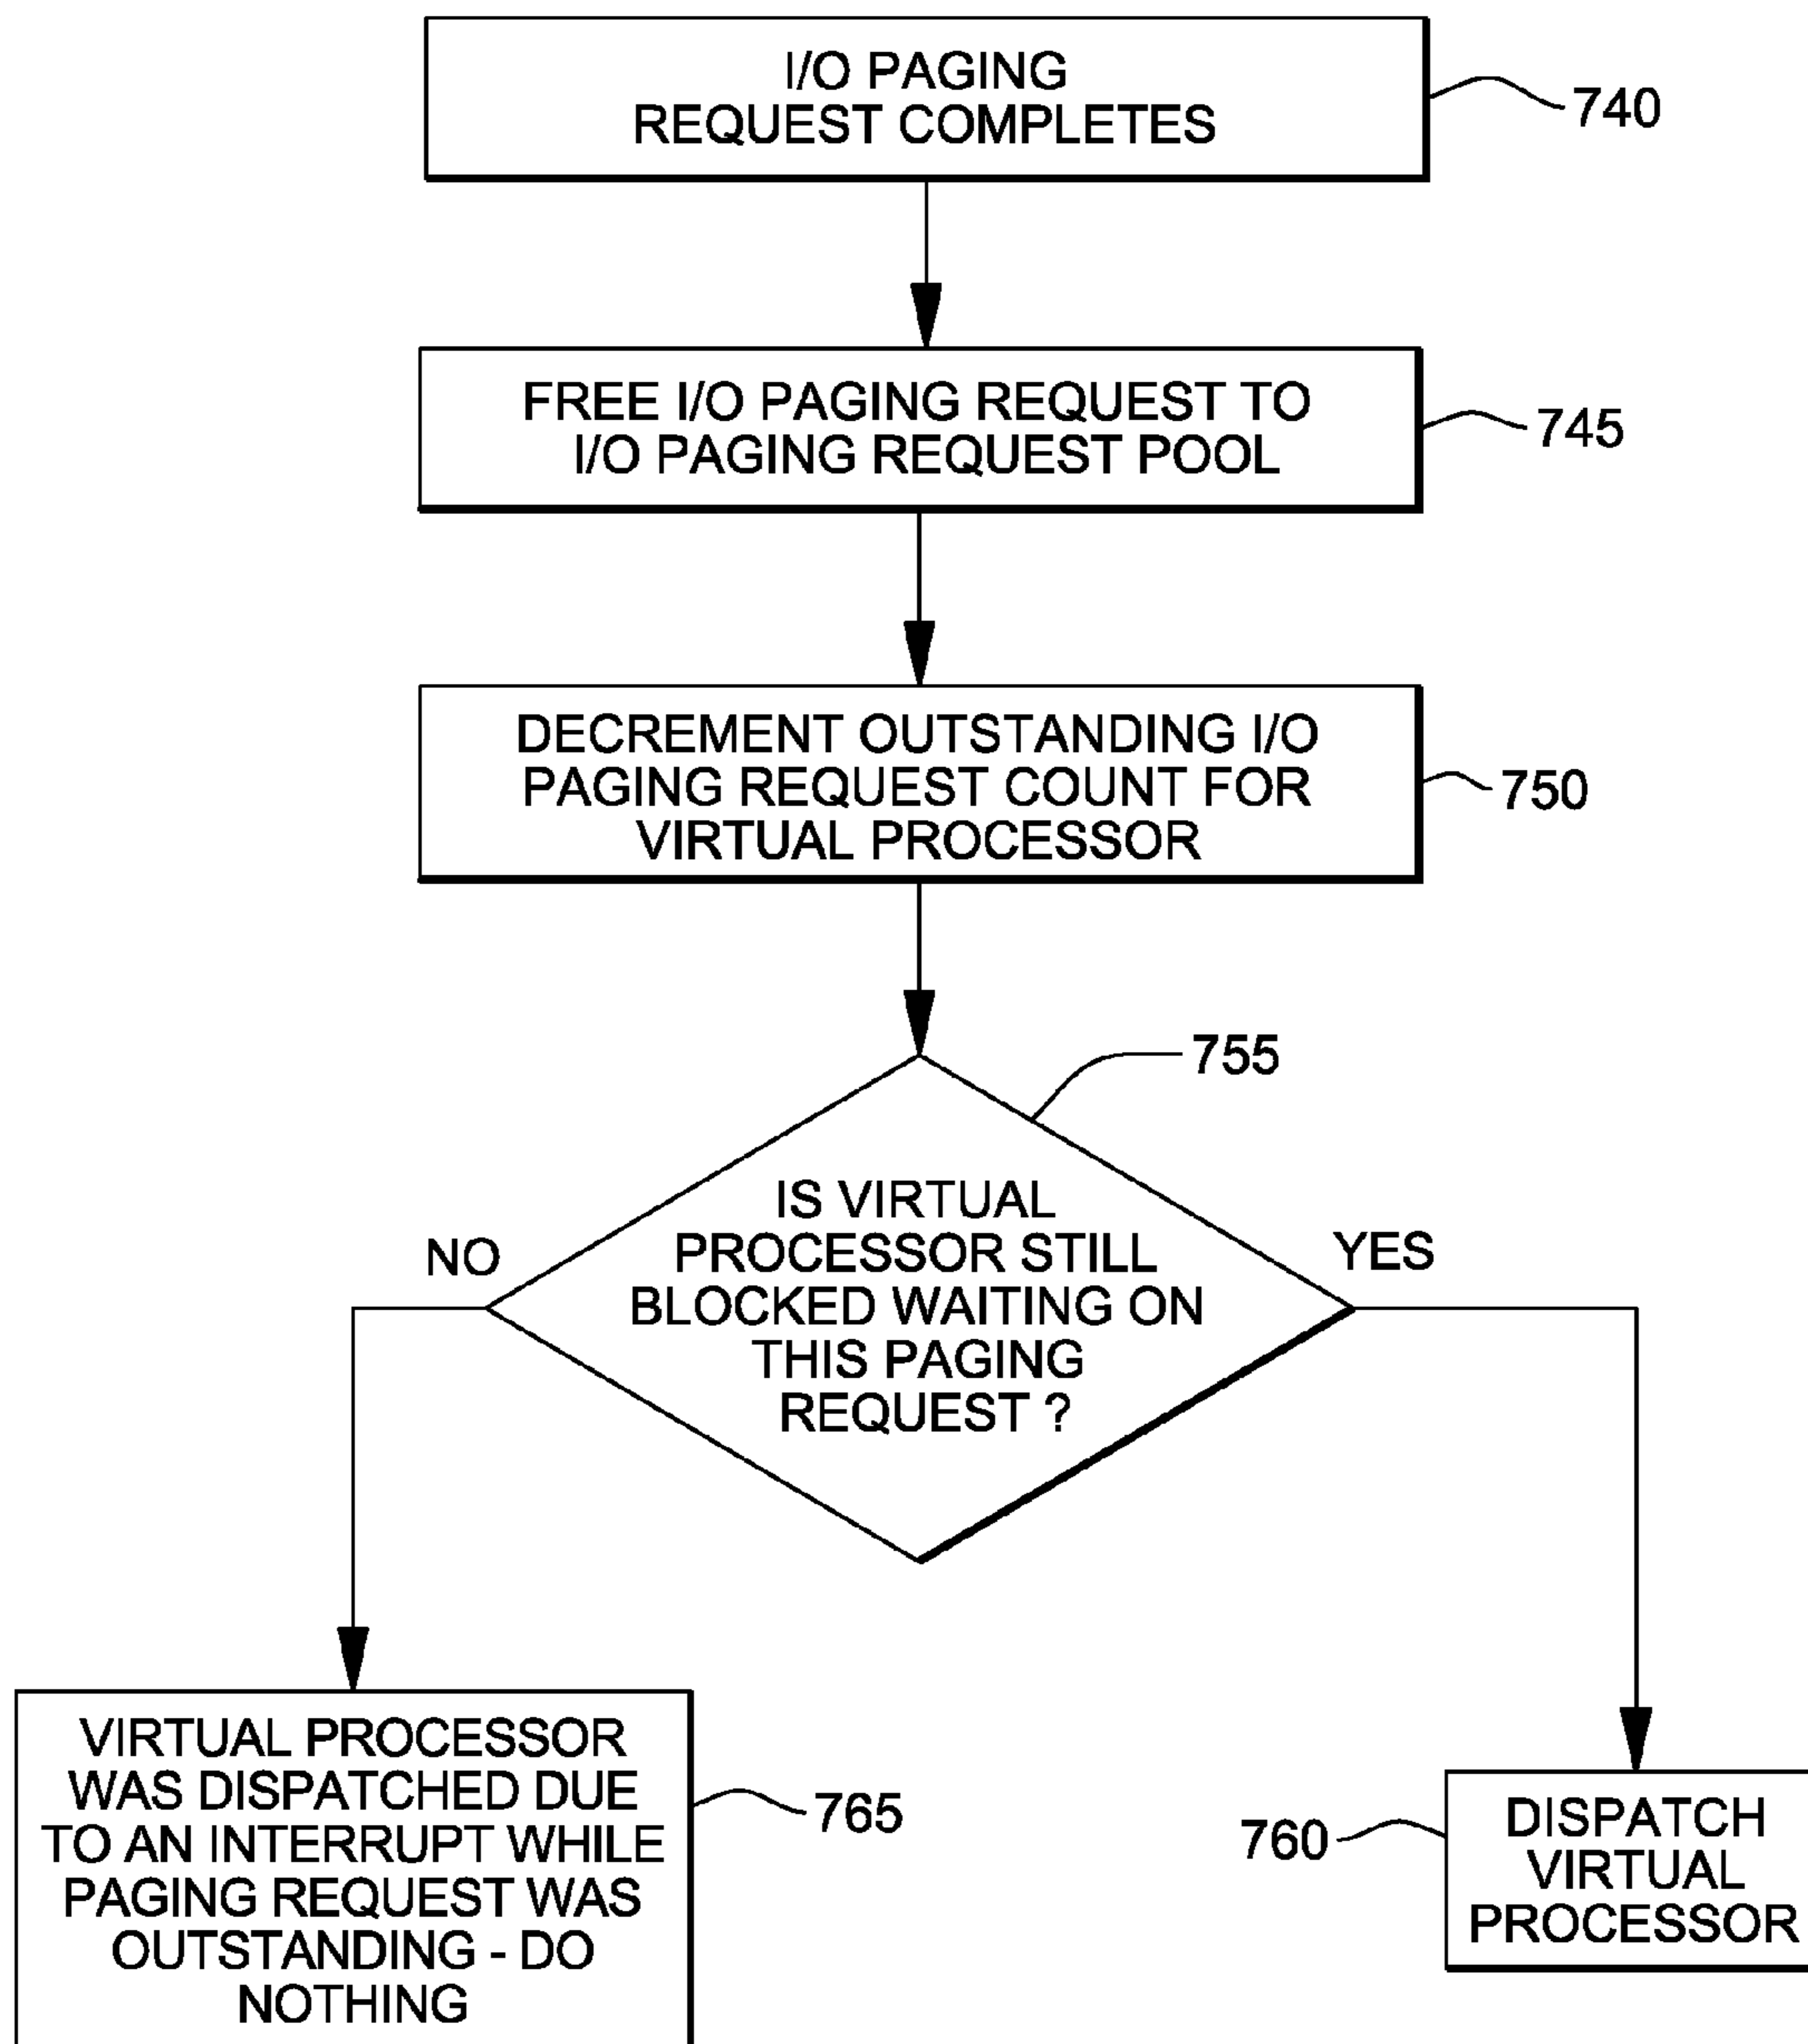 I/O PAGING
REQUEST COMPLETES
740
FREE I/O PAGING REQUEST TO
I/O PAGING REQUEST POOL
745
DECREMENT OUTSTANDING I/O
PAGING REQUEST COUNT FOR
VIRTUAL PROCESSOR
750
755
IS VIRTUAL
PROCESSOR STILL
BLOCKED WAITING ON
THIS PAGING
REQUEST ?
NO
YES
VIRTUAL PROCESSOR
WAS DISPATCHED DUE
TO AN INTERRUPT WHILE
PAGING REQUEST WAS
OUTSTANDING - DO
NOTHING
765
760
DISPATCH
VIRTUAL
PROCESSOR